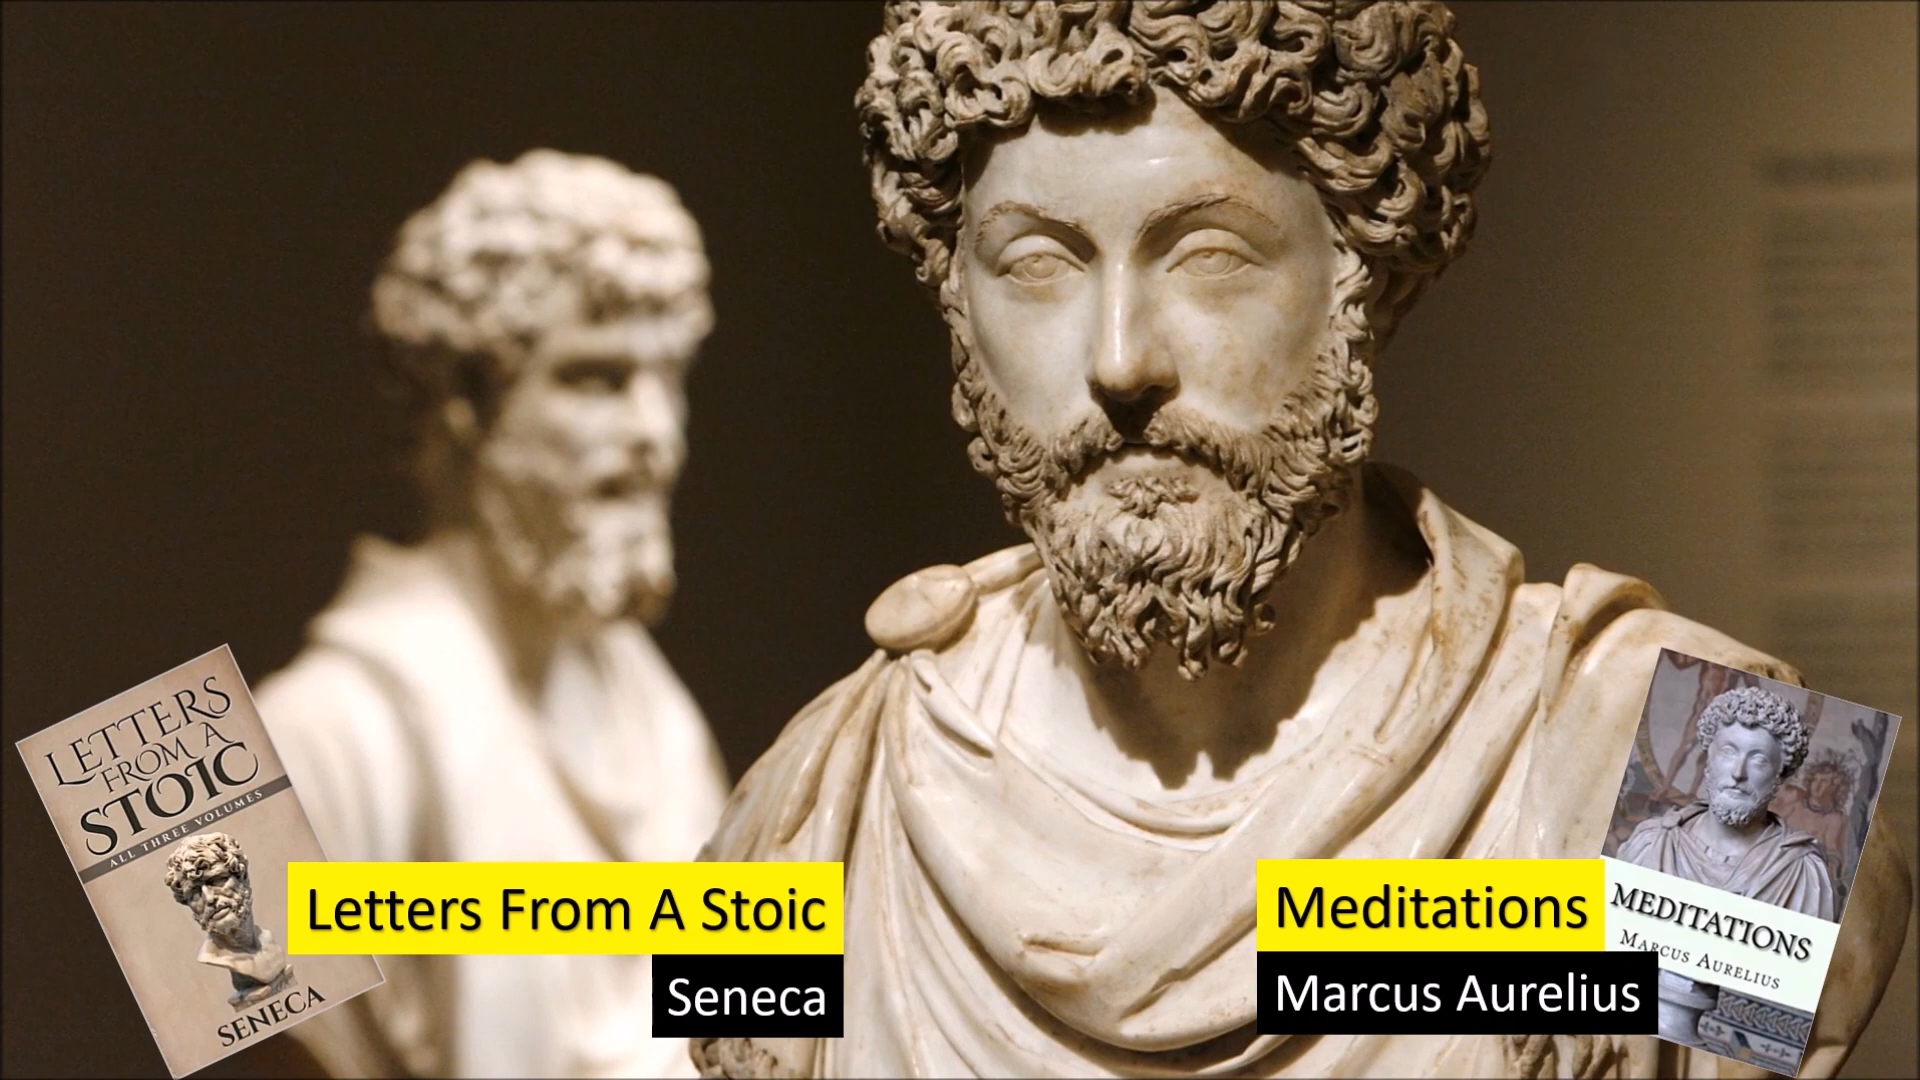 LETTERS
FROM A
STOIC
ALL THREE VOLUMES
SENECA
Letters From A Stoic
Seneca
Meditations
Marcus Aurelius
MEDITATIONS
MARCUS AURELIUS